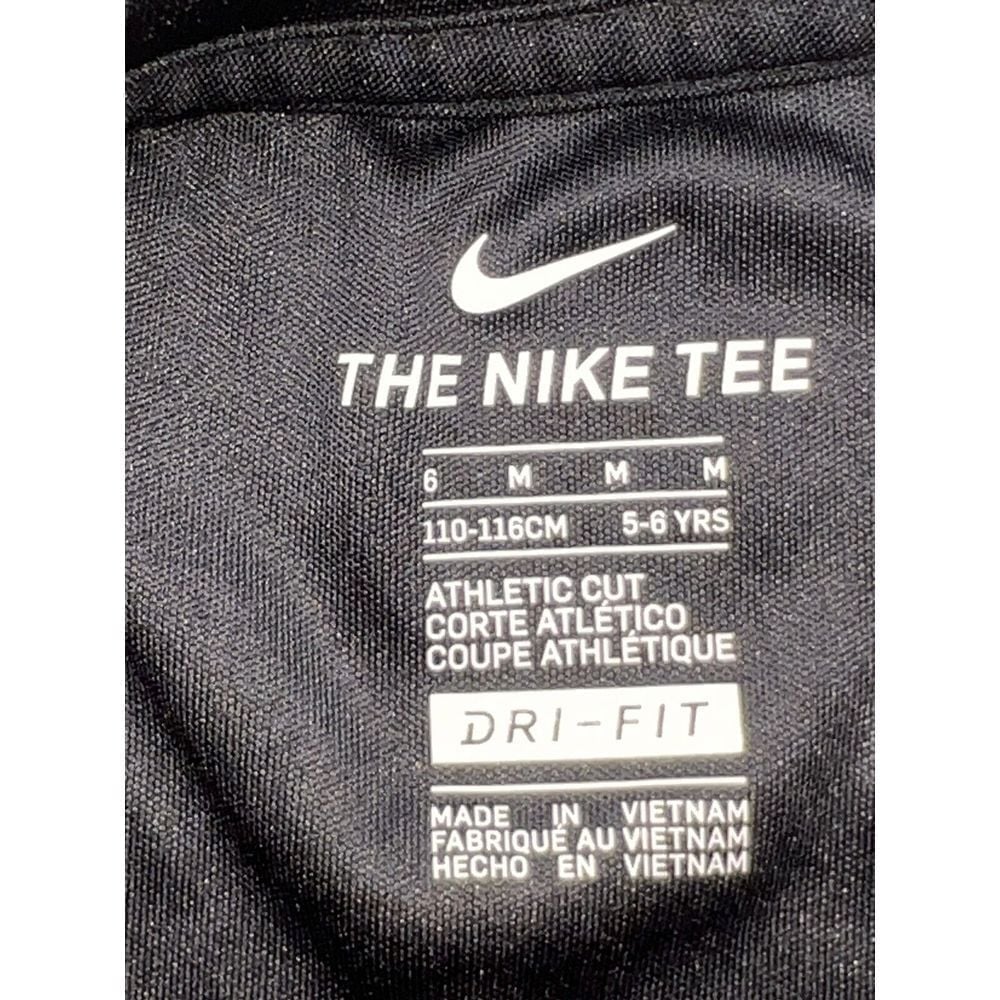 THE NIKE TEE
6 M M M
110-116CM 5-6 YRS
ATHLETIC CUT
CORTE ATLÉTICO
COUPE ATHLÉTIQUE
DRI-FIT
MADE IN VIETNAM
FABRIQUÉ AU VIETNAM
HECHO EN VIETNAM